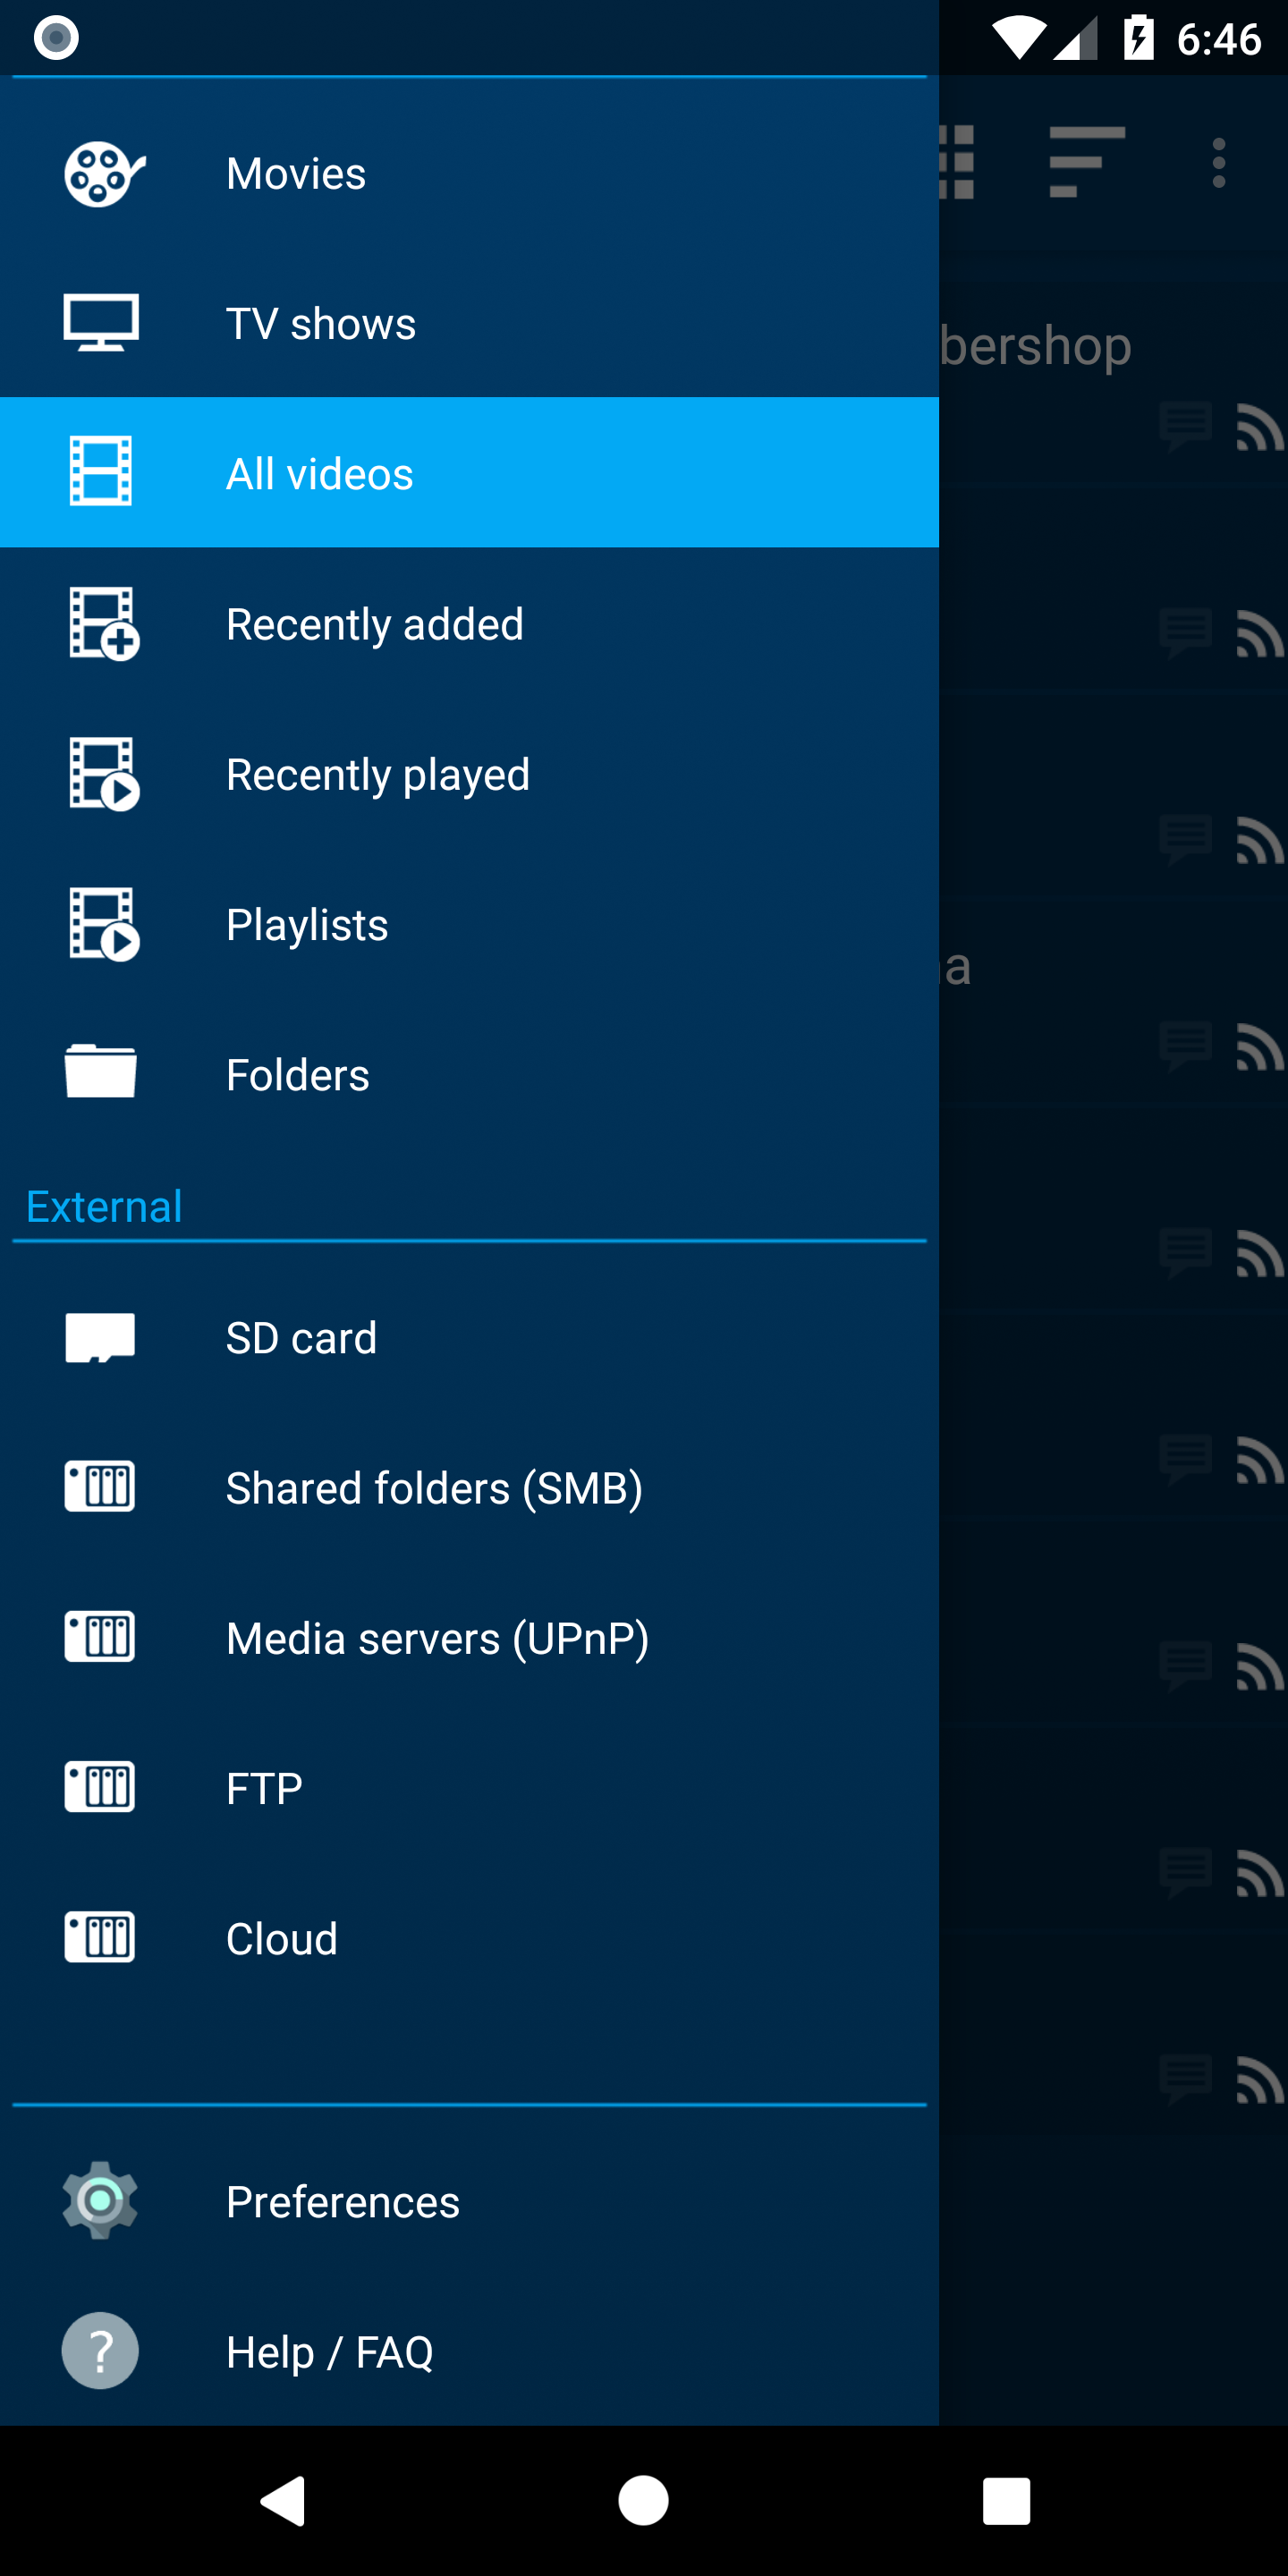 6:46
Movies
TV shows
bershop
All videos
Recently added
Recently played
Playlists
a
Folders
External
SD card
Shared folders (SMB)
Media servers (UPnP)
FTP
Cloud
Preferences
? Help / FAQ